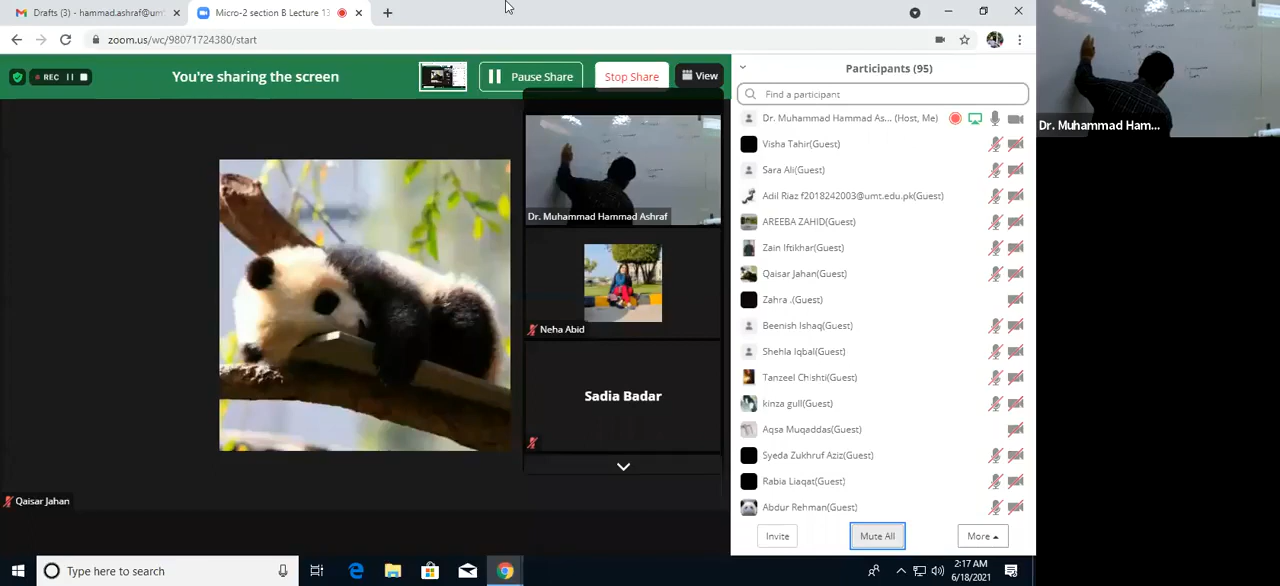 Drafts (3) - hammad.ashraf@um
Micro-2 section B Lecture 13
zoom.us/wc/98071724380/start
REC
You're sharing the screen
Pause Share
Stop Share
View
Dr. Muhammad Hammad Ashraf
Neha Abid
Sadia Badar
Qaisar Jahan
Participants (95)
Find a participant
Dr. Muhammad Hammad As... (Host, Me)
Visha Tahir(Guest)
Sara Ali(Guest)
Adil Riaz f2018242003@umt.edu.pk(Guest)
AREEBA ZAHID(Guest)
Zain Iftikhar(Guest)
Qaisar Jahan(Guest)
Zahra .(Guest)
Beenish Ishaq(Guest)
Shehla Iqbal(Guest)
Tanzeel Chishti(Guest)
kinza gull(Guest)
Aqsa Muqaddas(Guest)
Syeda Zukhruf Aziz(Guest)
Rabia Liaqat(Guest)
Abdur Rehman(Guest)
Invite
Mute All
More
Dr. Muhammad Ham...
Type here to search
2:17 AM
6/18/2021